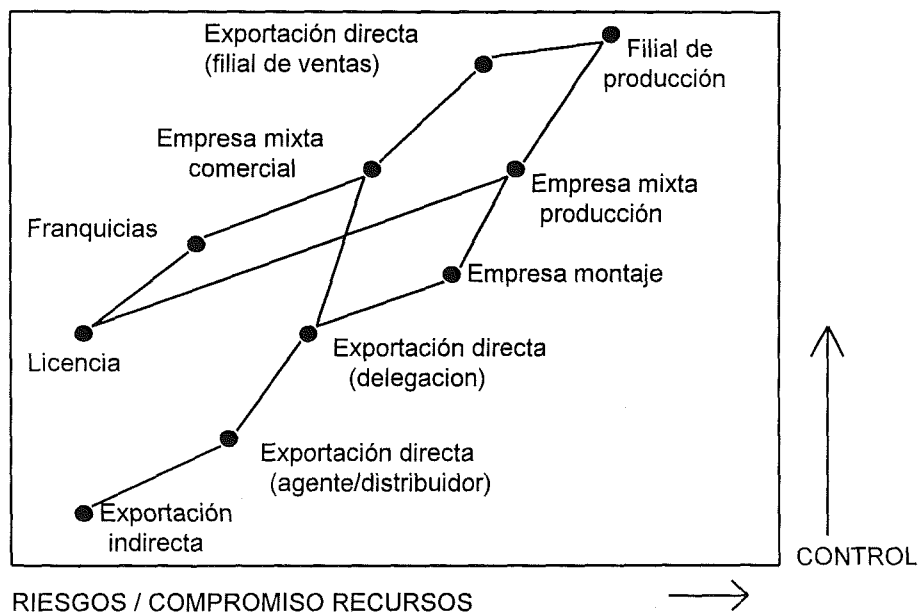 Exportación directa
(filial de ventas)
Filial de
producción
Empresa mixta
comercial
Empresa mixta
producción
Franquicias
Empresa montaje
Licencia
Exportación directa
(delegacion)
Exportación directa
(agente/distribuidor)
Exportación
indirecta
CONTROL
RIESGOS / COMPROMISO RECURSOS